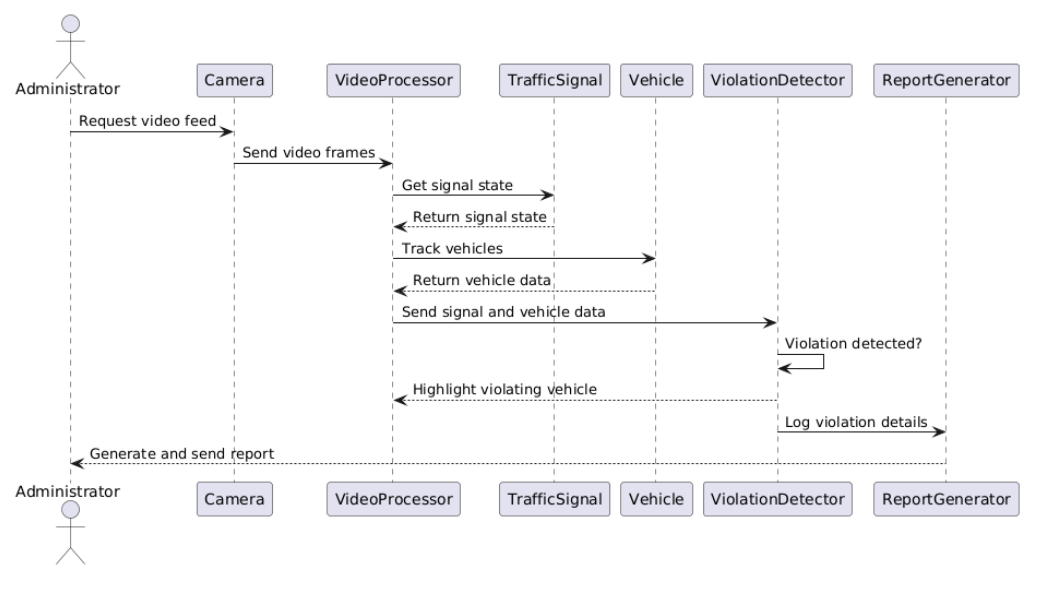 Administrator
Camera
VideoProcessor
TrafficSignal
Vehicle
ViolationDetector
ReportGenerator
Request video feed
Send video frames
Get signal state
Return signal state
Track vehicles
Return vehicle data
Send signal and vehicle data
Violation detected?
Highlight violating vehicle
Log violation details
Generate and send report
Administrator
Camera
VideoProcessor
TrafficSignal
Vehicle
ViolationDetector
ReportGenerator